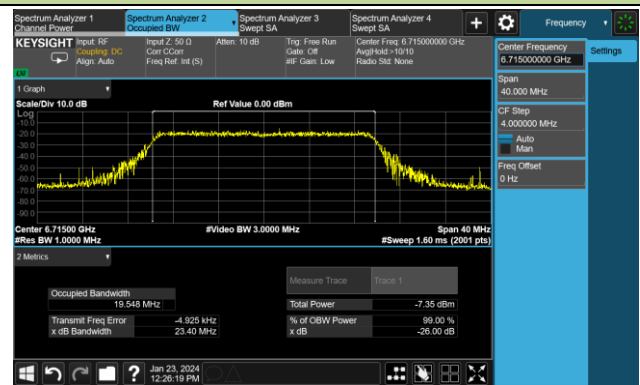 Spectrum Analyzer 1
Channel Power
Spectrum Analyzer 2
Occupied BW
Spectrum Analyzer 3
Swept SA
Spectrum Analyzer 4
Swept SA
+
Frequency
KEYSIGHT
Input: RF
Coupling: DC
Align: Auto
Input Z: 50 Ω
Corr CCorr
Freq Ref: Int (S)
Atten: 10 dB
Trig: Free Run
Gate: Off
#IF Gain: Low
Center Freq: 6.715000000 GHz
Avg|Hold:>10/10
Radio Std: None
LXI
Center Frequency
6.715000000 GHz
Settings
Span
40.000 MHz
CF Step
4.000000 MHz
Auto
Man
Freq Offset
0 Hz
1 Graph
Scale/Div 10.0 dB
Ref Value 0.00 dBm
Log
-10.0
-20.0
-30.0
-40.0
-50.0
-60.0
-70.0
-80.0
-90.0
Center 6.71500 GHz
#Video BW 3.0000 MHz
Span 40 MHz
#Res BW 1.0000 MHz
#Sweep 1.60 ms (2001 pts)
2 Metrics
Measure Trace
Trace 1
Occupied Bandwidth
19.548 MHz
Total Power
-7.35 dBm
Transmit Freq Error
-4.925 kHz
% of OBW Power
99.00 %
x dB Bandwidth
23.40 MHz
x dB
-26.00 dB
?
Jan 23, 2024
12:26:19 PM